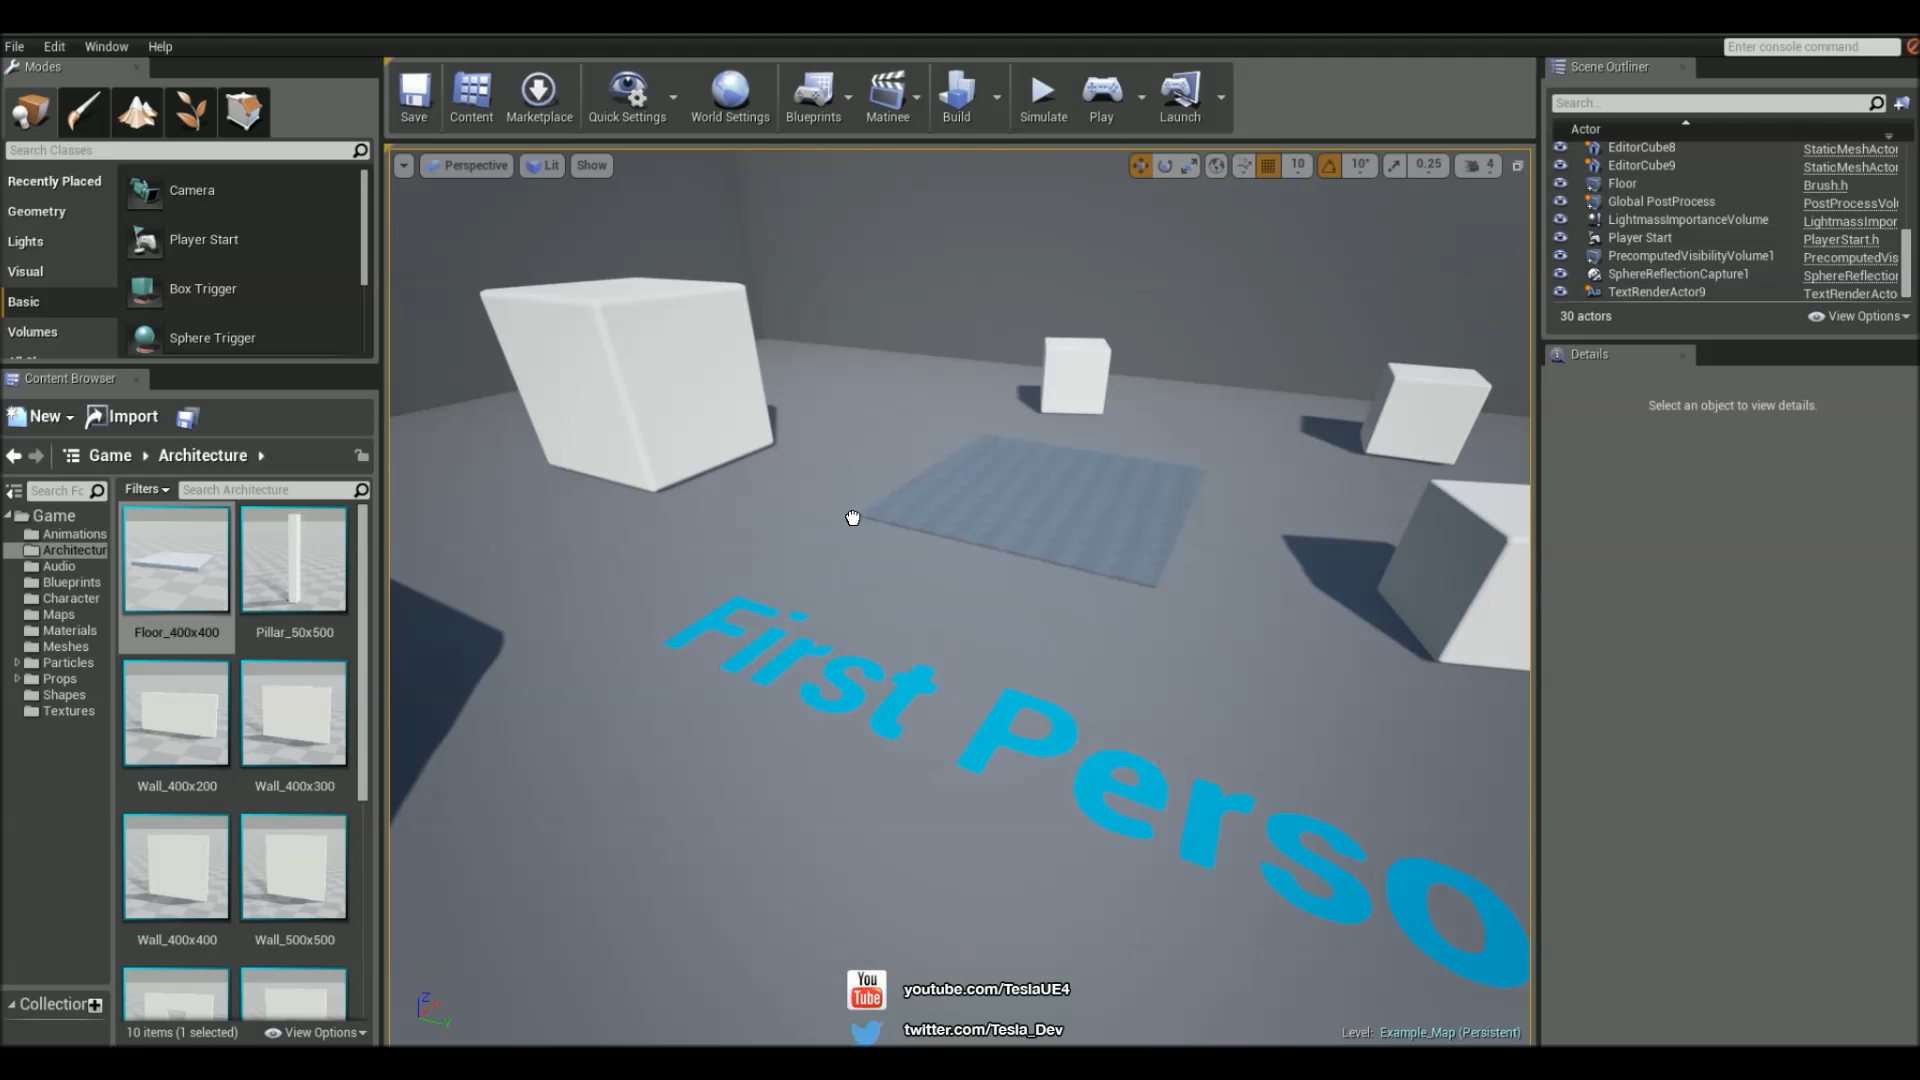 File Edit Window Help
Enter console command
Modes
Search Classes
Recently Placed
Geometry
Lights
Visual
Basic
Volumes
Camera
Player Start
Box Trigger
Sphere Trigger
Content Browser
New Import
Game Architecture
Search Fc
Filters
Search Architecture
Game
Animations
Architectur
Audio
Blueprints
Character
Maps
Materials
Meshes
Particles
Props
Shapes
Textures
Collection
Floor_400x400
Pillar_50x500
Wall_400x200
Wall_400x300
Wall_400x400
Wall_500x500
10 items (1 selected)
View Options
Save Content Marketplace Quick Settings World Settings Blueprints Matinee Build Simulate Play Launch
Perspective Lit Show
10 10° 0.25 4
First Perso
Z
Y
You
Tube
youtube.com/TeslaUE4
twitter.com/Tesla_Dev
Level: Example_Map (Persistent)
Scene Outliner
Search...
Actor
EditorCube8 StaticMeshActor
EditorCube9 StaticMeshActor
Floor Brush.h
Global PostProcess PostProcessVol
LightmassImportanceVolume LightmassImpor
Player Start PlayerStart.h
PrecomputedVisibilityVolume1 PrecomputedVis
SphereReflectionCapture1 SphereReflection
TextRenderActor9 TextRenderActo
30 actors
View Options
Details
Select an object to view details.